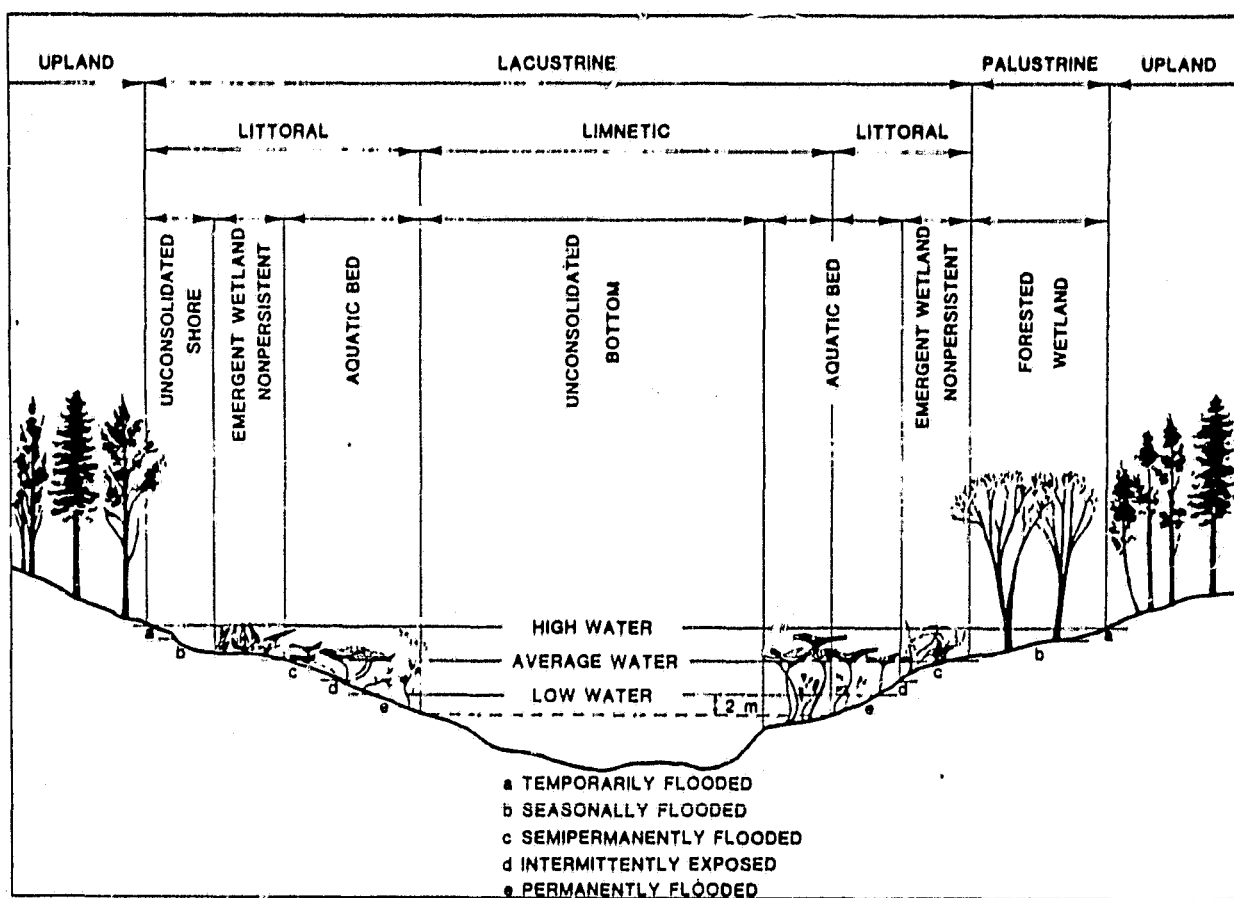 UPLAND LACUSTRINE PALUSTRINE UPLAND
LITTORAL LIMNETIC LITTORAL
UNCONSOLIDATED
SHORE
EMERGENT WETLAND
NONPERSISTENT
AQUATIC BED
UNCONSOLIDATED
BOTTOM
AQUATIC BED
EMERGENT WETLAND
NONPERSISTENT
FORESTED
WETLAND
HIGH WATER
AVERAGE WATER
LOW WATER
2 m
a
b
c
d
e
e
d
c
b
a
a TEMPORARILY FLOODED
b SEASONALLY FLOODED
c SEMIPERMANENTLY FLOODED
d INTERMITTENTLY EXPOSED
e PERMANENTLY FLOODED